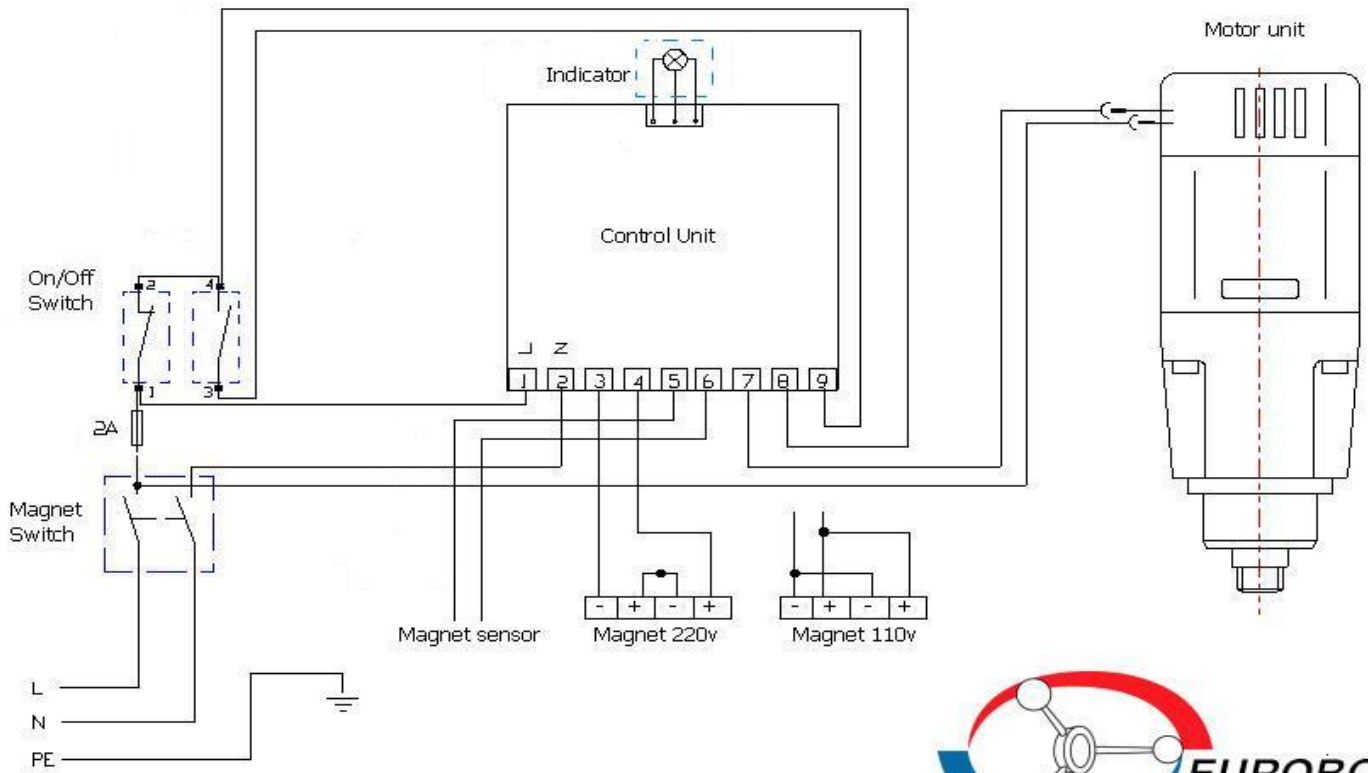 Motor unit
Indicator
Control Unit
On/Off
Switch
2
4
1
3
L N
1 2 3 4 5 6 7 8 9
2A
Magnet
Switch
- + - +
- + - +
Magnet sensor
Magnet 220v
Magnet 110v
L
N
PE